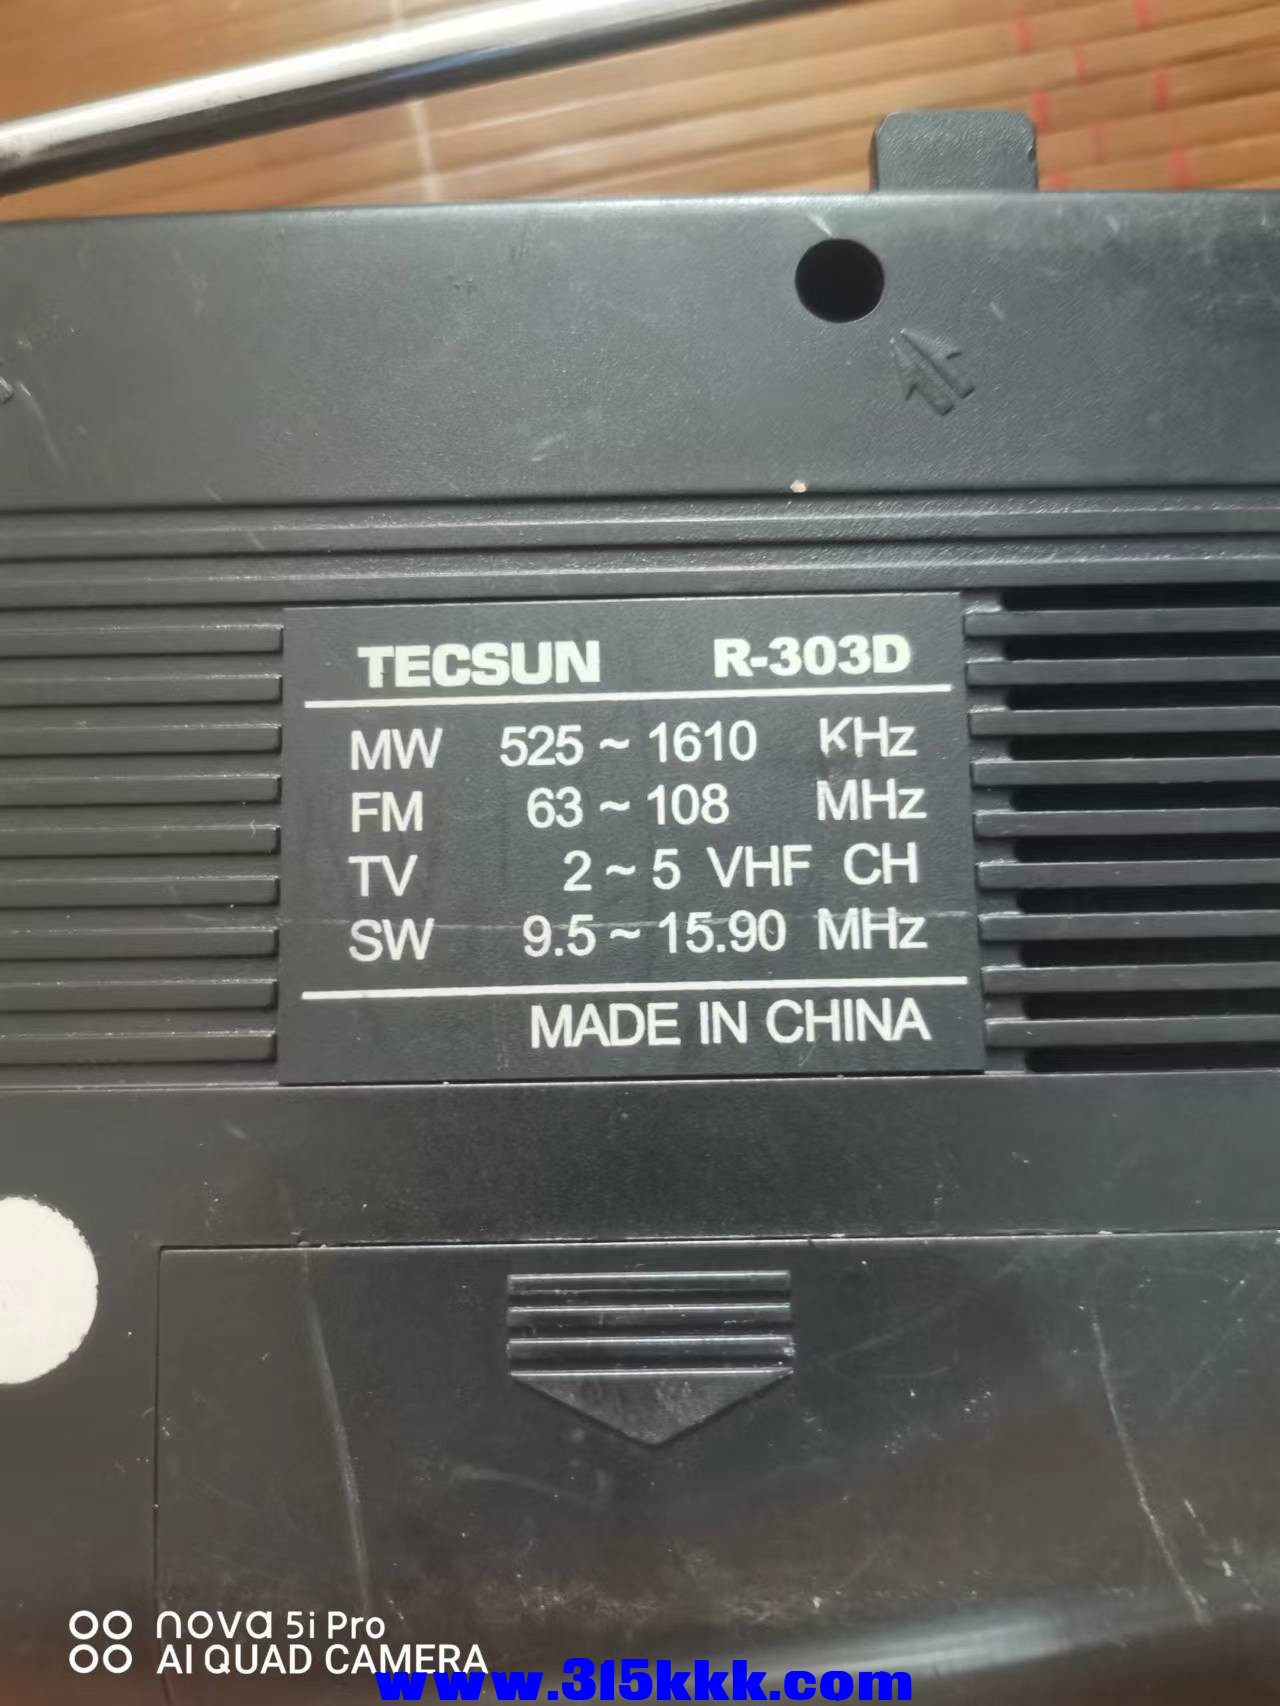 TECSUN R-303D
MW 525 ~ 1610 KHz
FM 63 ~ 108 MHz
TV 2 ~ 5 VHF CH
SW 9.5 ~ 15.90 MHz
MADE IN CHINA
nova 5i Pro
AI QUAD CAMERA
www.315kkk.com